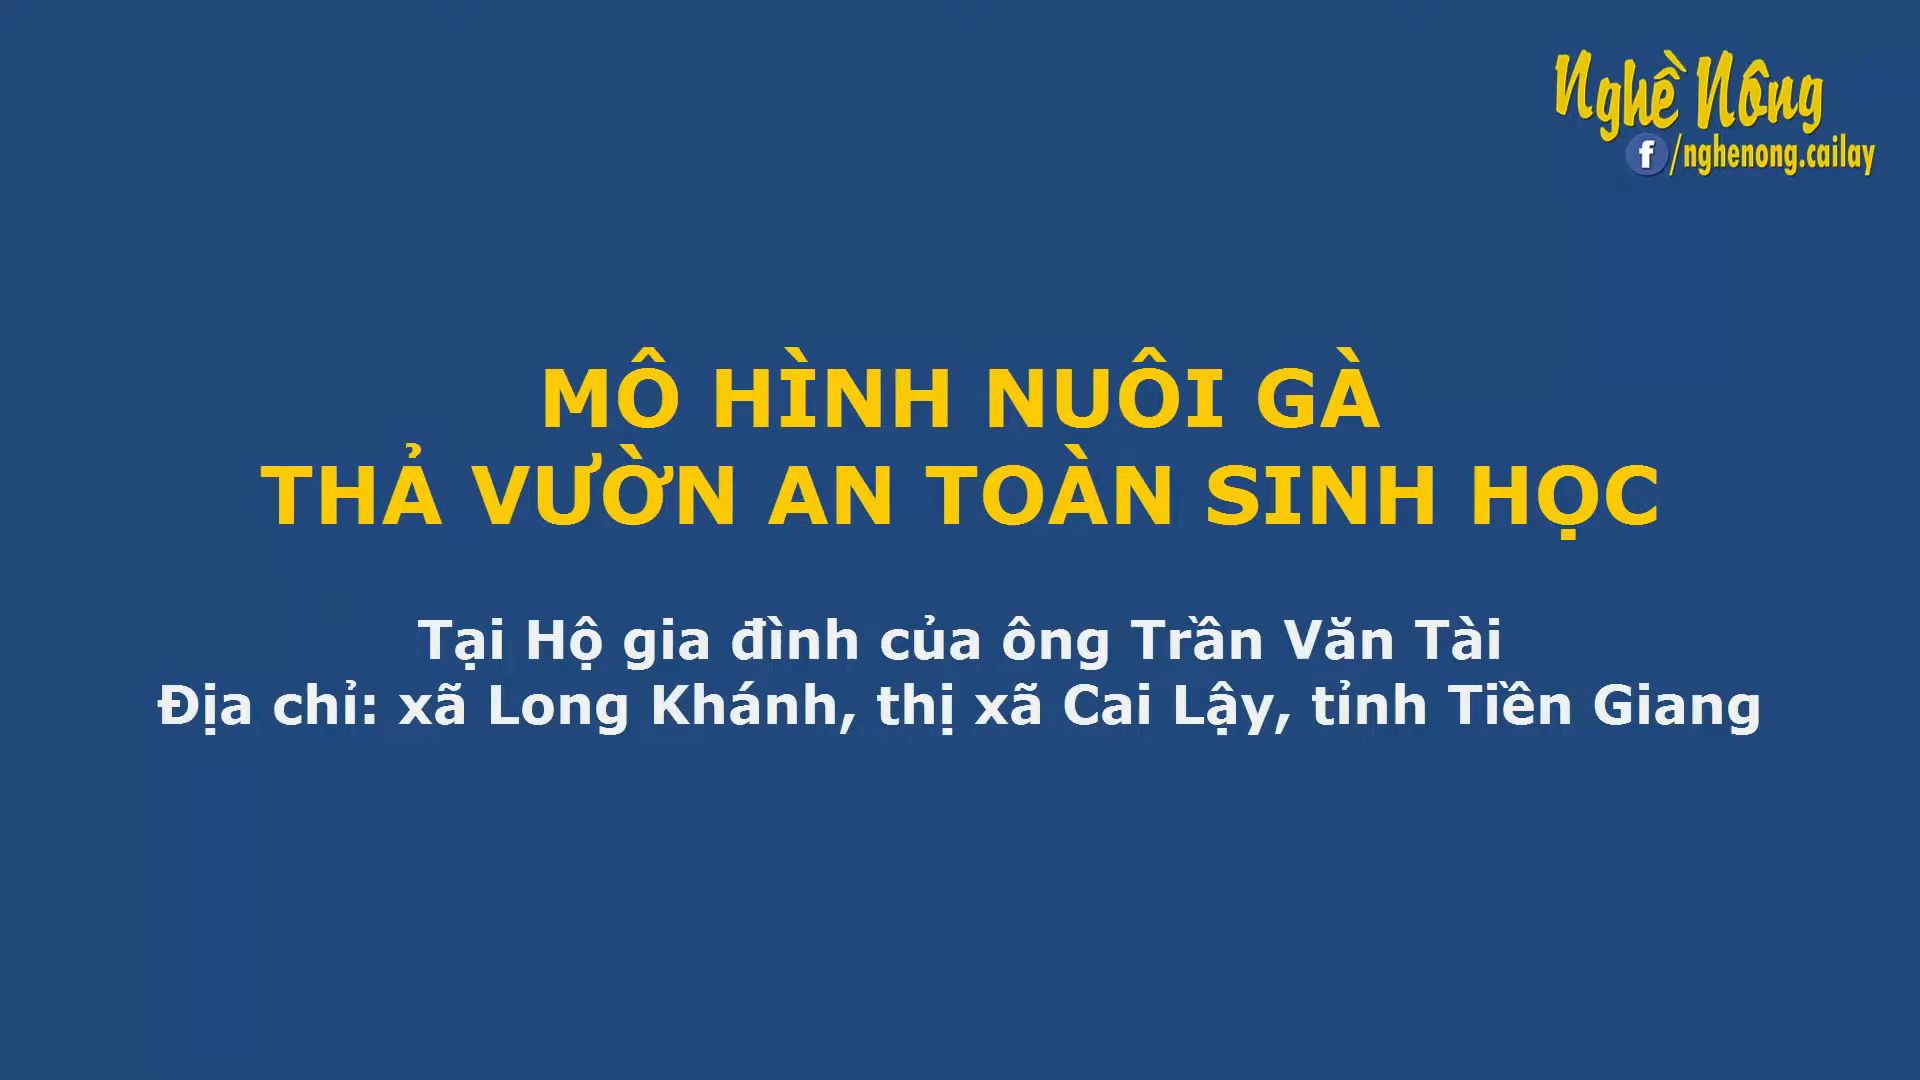 Nghề Nông
f/nghenong.cailay
MÔ HÌNH NUÔI GÀ
THẢ VƯỜN AN TOÀN SINH HỌC
Tại Hộ gia đình của ông Trần Văn Tài
Địa chỉ: xã Long Khánh, thị xã Cai Lậy, tỉnh Tiền Giang